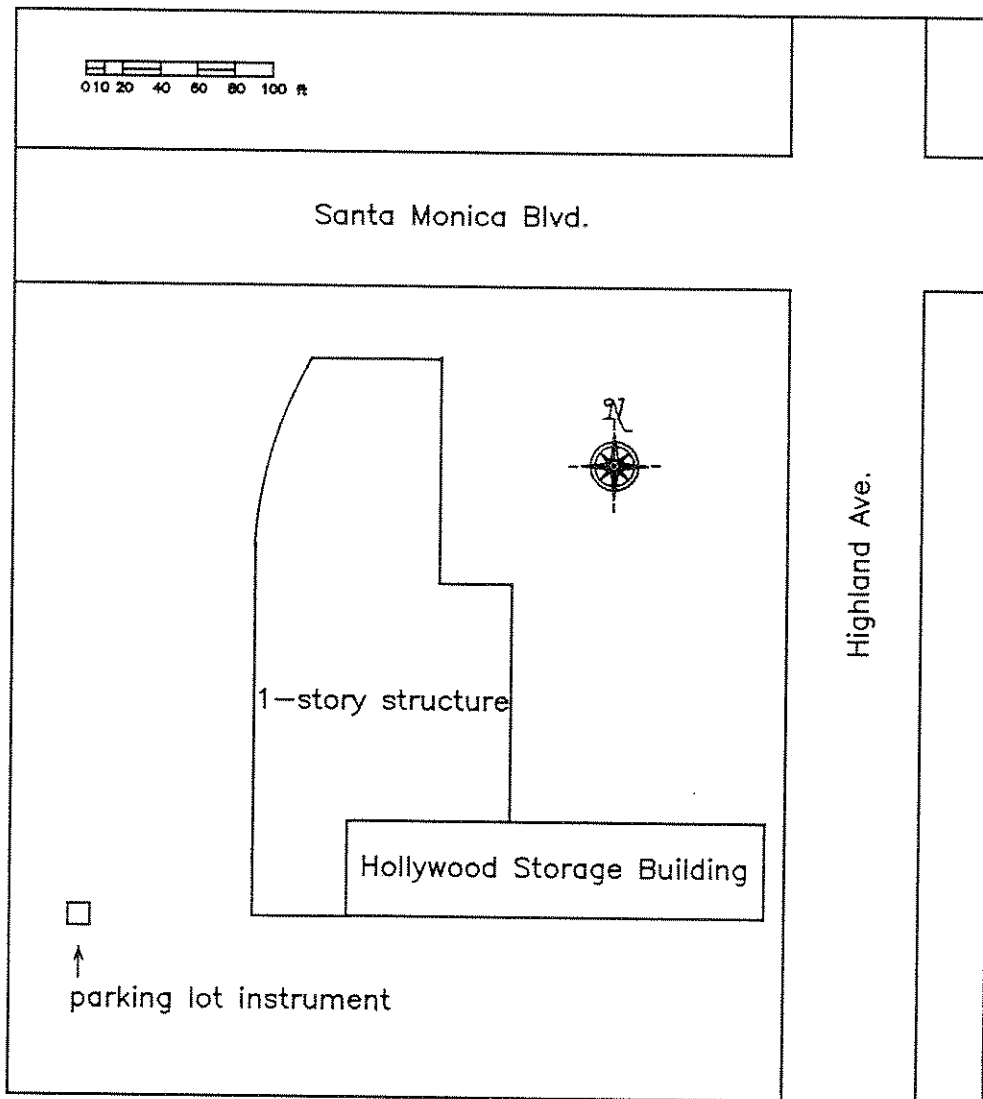 0 10 20 40 60 80 100 ft
Santa Monica Blvd.
N
Highland Ave.
1-story structure
Hollywood Storage Building
parking lot instrument